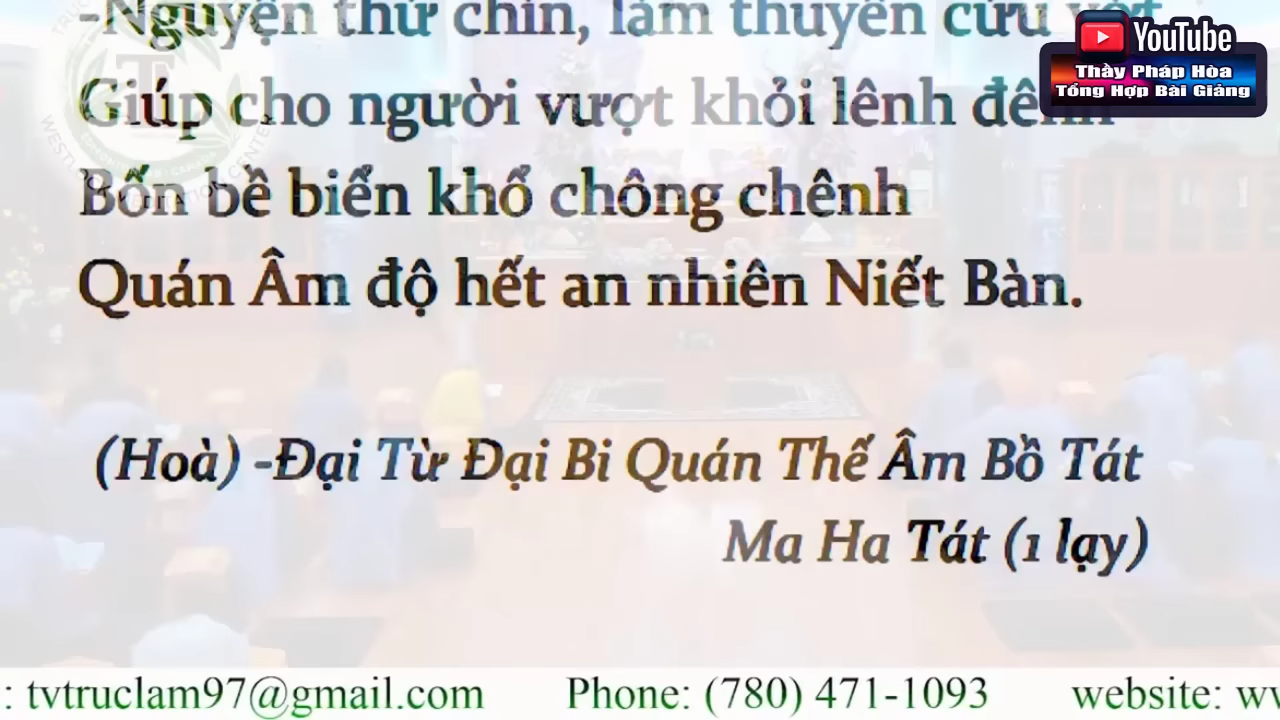 -Nguyện thứ chín, làm thuyền cứu vớt
Giúp cho người vượt khỏi lênh đênh
Bốn bề biển khổ chông chênh
Quán Âm độ hết an nhiên Niết Bàn.
(Hoà) -Đại Từ Đại Bi Quán Thế Âm Bồ Tát
Ma Ha Tát (1 lạy)
YouTube
Thầy Pháp Hòa
Tổng Hợp Bài Giảng
: tvtruclam97@gmail.com Phone: (780) 471-1093 website: